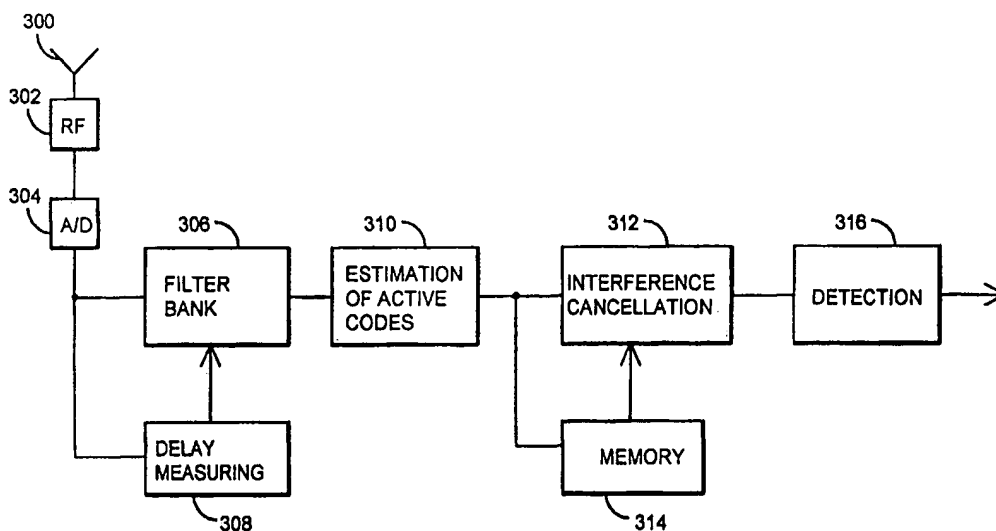 300
302
RF
304
A/D
306
FILTER
BANK
310
ESTIMATION
OF ACTIVE
CODES
312
INTERFERENCE
CANCELLATION
316
DETECTION
DELAY
MEASURING
308
MEMORY
314